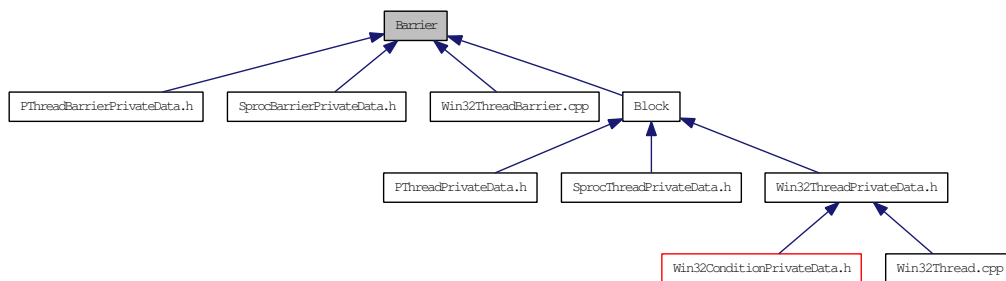 Barrier
PThreadBarrierPrivateData.h
SprocBarrierPrivateData.h
Win32ThreadBarrier.cpp
Block
PThreadPrivateData.h
SprocThreadPrivateData.h
Win32ThreadPrivateData.h
Win32ConditionPrivateData.h
Win32Thread.cpp